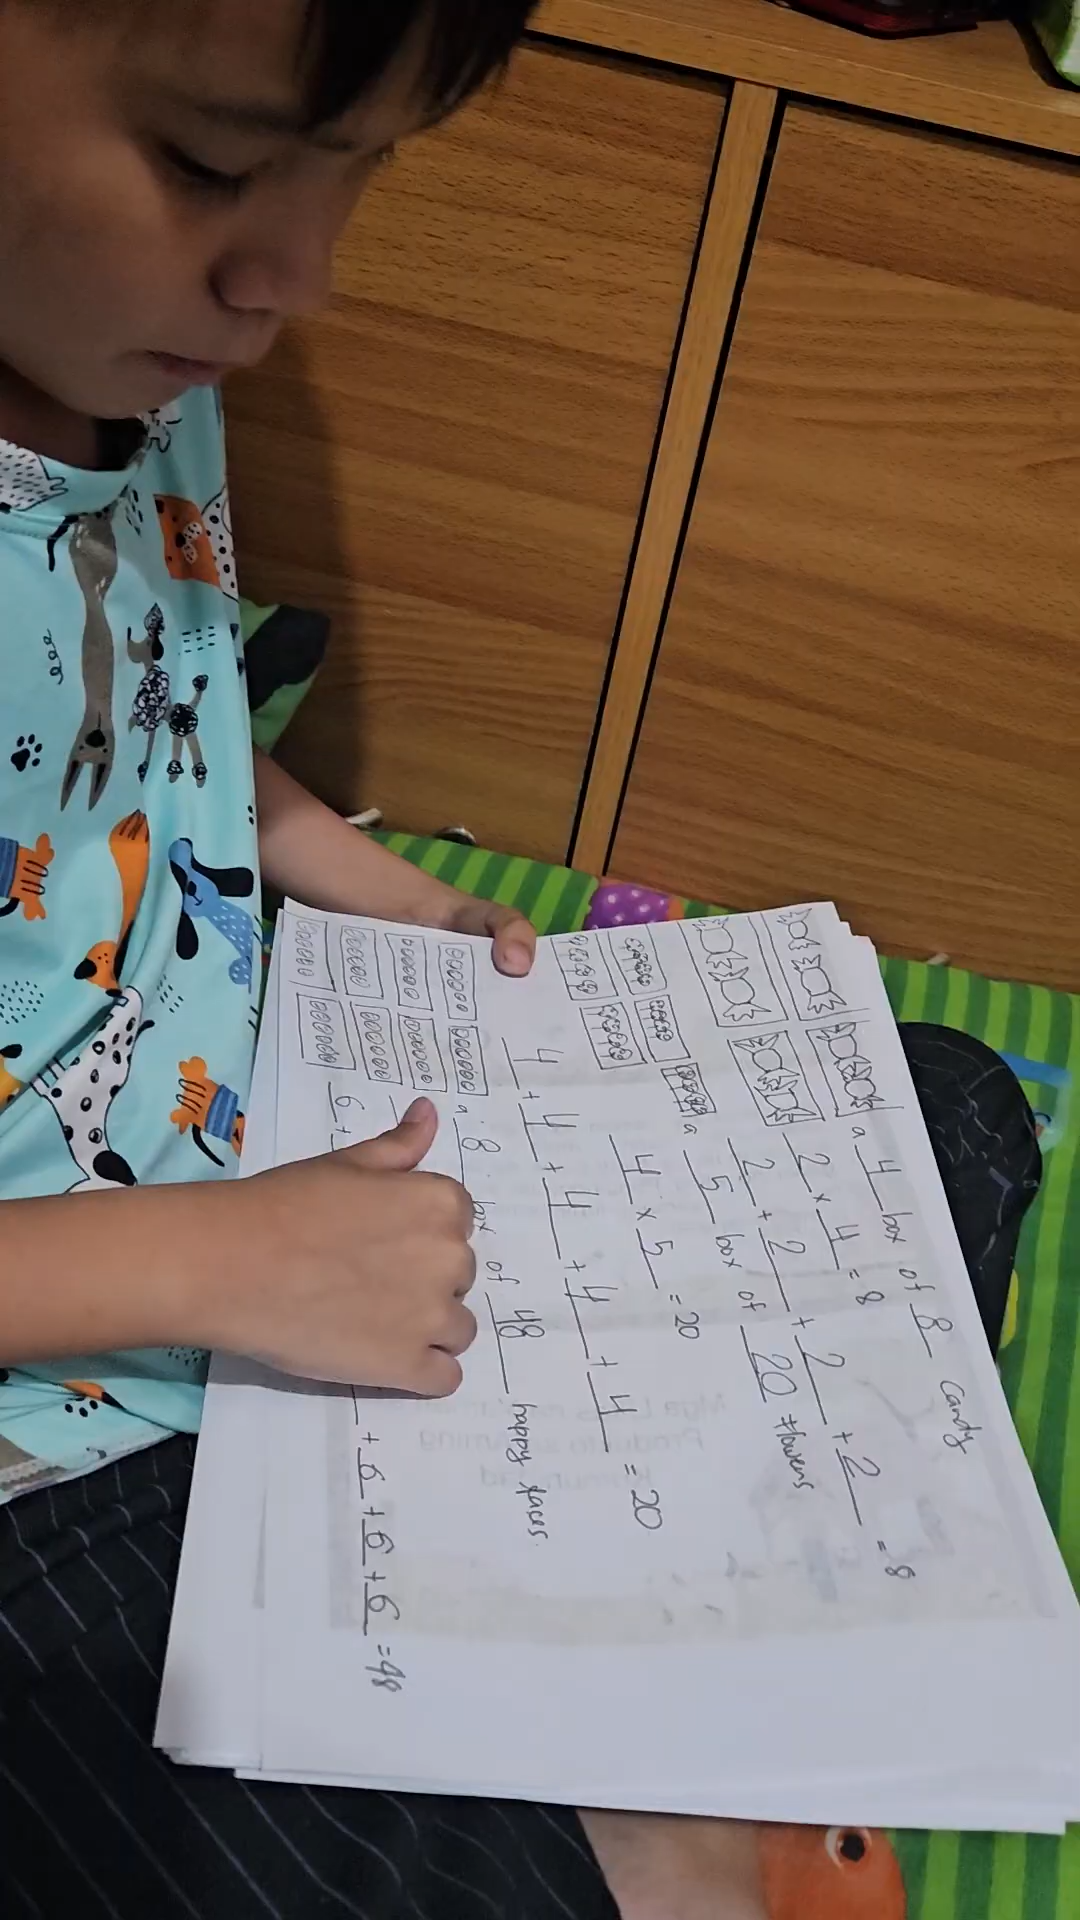 a 4 box of 8 candy
2 x 4 = 8
2 + 2 + 2 + 2 = 8
a 5 box of 20 flowers
4 x 5 = 20
4 + 4 + 4 + 4 + 4 = 20
a. 8 box of 48 happy faces.
6 + + 6 + 6 + 6 = 48